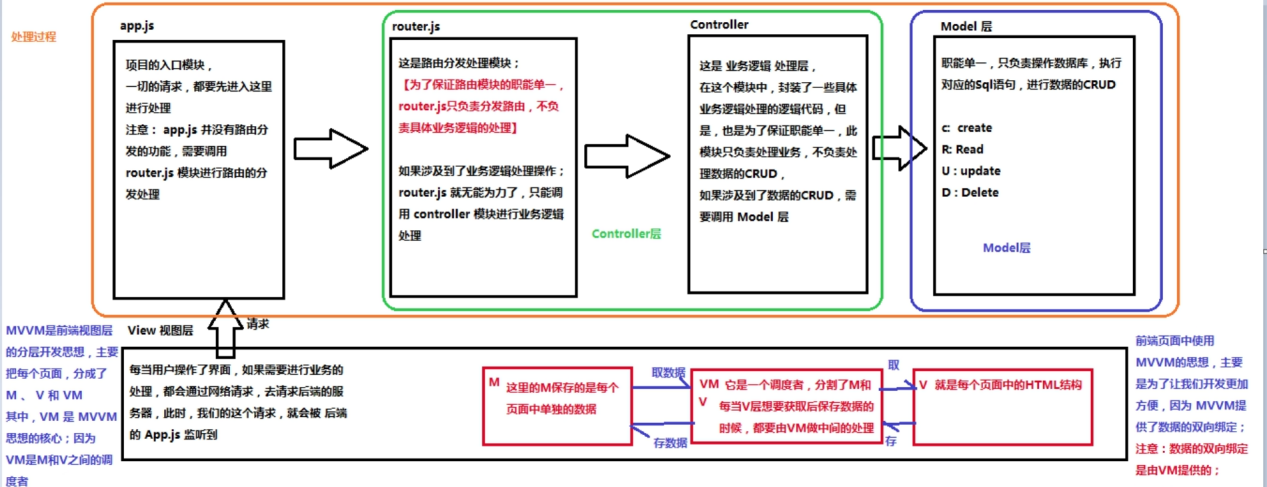 处理过程
app.js
项目的入口模块，
一切的请求，都要先进入这里
进行处理
注意： app.js 并没有路由分
发的功能，需要调用
router.js 模块进行路由的分
发处理
router.js
这是路由分发处理模块；
【为了保证路由模块的职能单一，
router.js只负责分发路由，不负
责具体业务逻辑的处理】
如果涉及到了业务逻辑处理操作；
router.js 就无能为力了，只能调
用 controller 模块进行业务逻辑
处理
Controller层
Controller
这是 业务逻辑 处理层，
在这个模块中，封装了一些具体
业务逻辑处理的逻辑代码，但
是，也是为了保证职能单一，此
模块只负责处理业务，不负责处
理数据的CRUD，
如果涉及到了数据的CRUD，需
要调用 Model 层
Model 层
职能单一，只负责操作数据库，执行
对应的Sql语句，进行数据的CRUD
c:  create
R: Read
U : update
D : Delete
Model层
请求
MVVM是前端视图层
的分层开发思想，主要
把每个页面，分成了
M 、 V 和 VM
其中， VM 是 MVVM
思想的核心；因为
VM是M和V之间的调
度者
View 视图层
每当用户操作了界面，如果需要进行业务的
处理，都会通过网络请求，去请求后端的服
务器，此时，我们的这个请求，就会被 后端
的 App.js 监听到
M
这里的M保存的是每个
页面中单独的数据
取数据
存数据
VM 它是一个调度者，分割了M和
V
每当V层想要获取后保存数据的
时候，都要由VM做中间的处理
取
存
V 就是每个页面中的HTML结构
前端页面中使用
MVVM的思想，主要
是为了让我们开发更加
方便，因为 MVVM提
供了数据的双向绑定；
注意：数据的双向绑定
是由VM提供的；